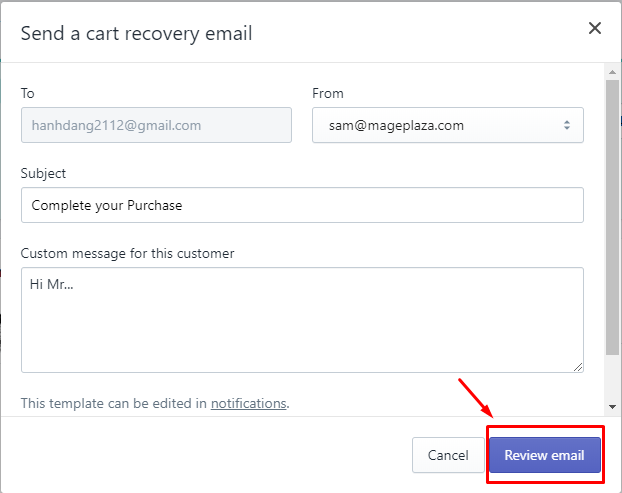 Send a cart recovery email
To
From
hanhdang2112@gmail.com
sam@mageplaza.com
Subject
Complete your Purchase
Custom message for this customer
Hi Mr...
This template can be edited in notifications.
Cancel
Review email